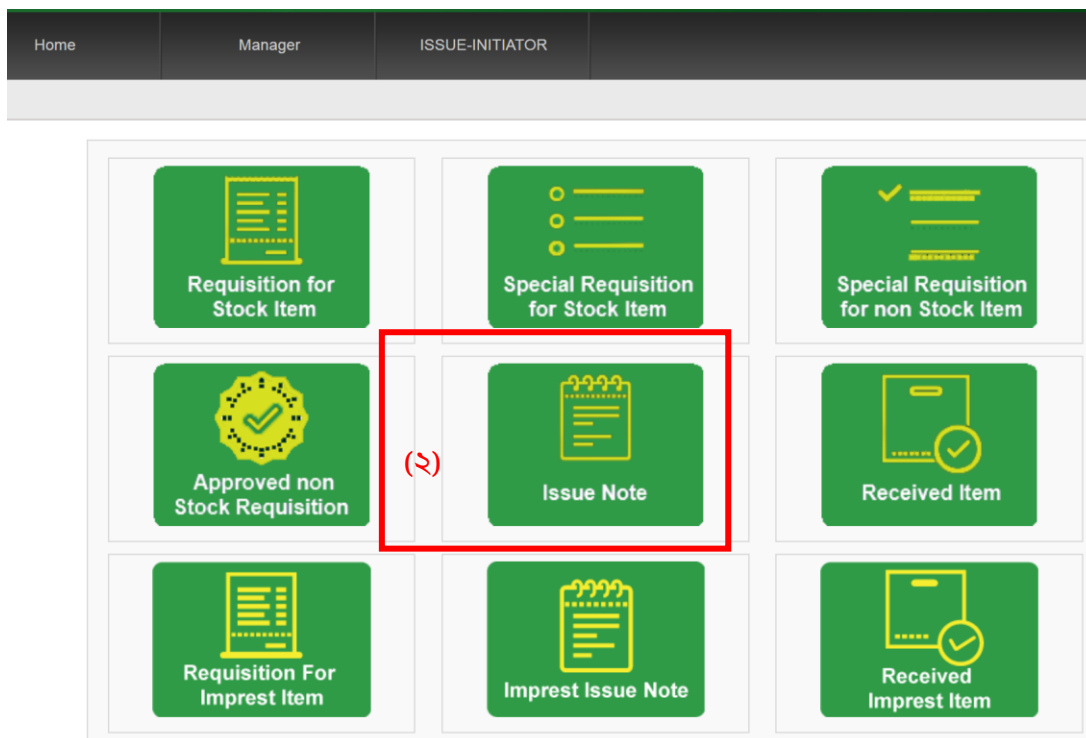 Home Manager ISSUE-INITIATOR
Requisition for
Stock Item
Special Requisition
for Stock Item
Special Requisition
for non Stock Item
Approved non
Stock Requisition
(২)
Issue Note
Received Item
Requisition For
Imprest Item
Imprest Issue Note
Received
Imprest Item